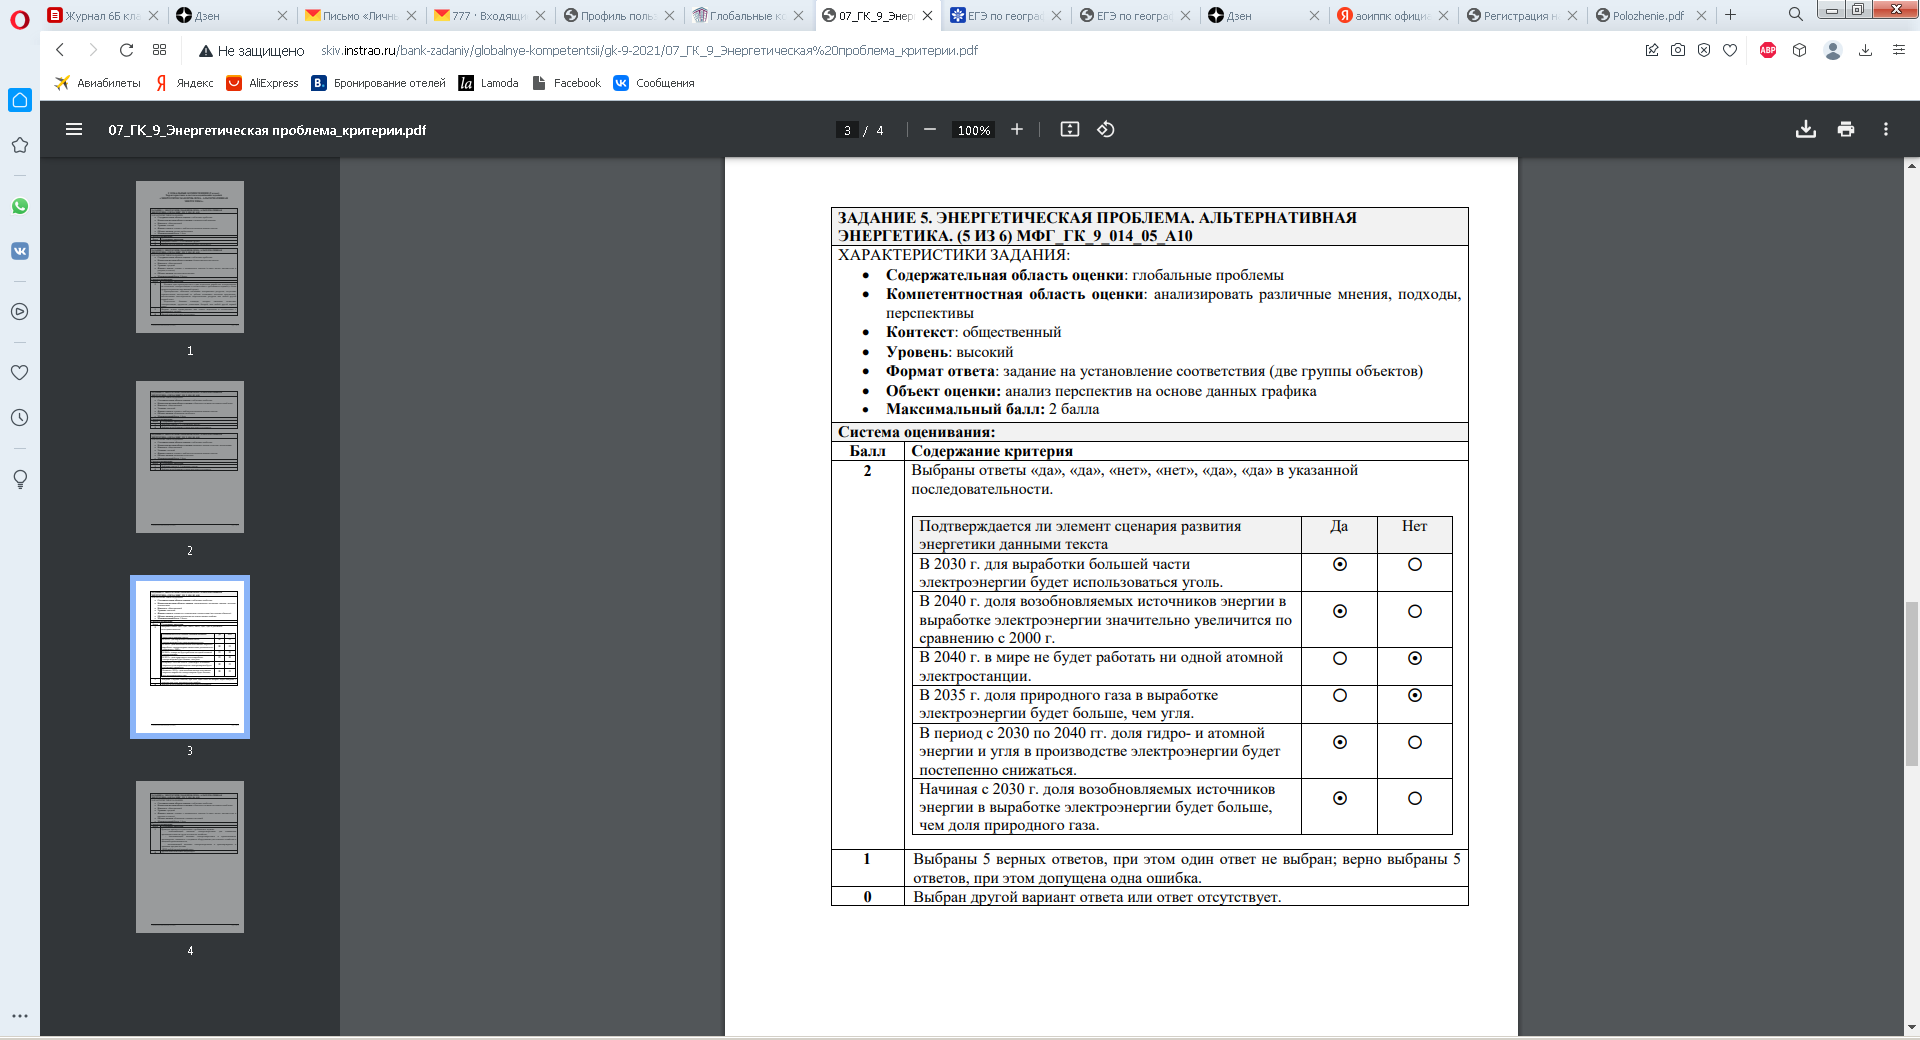 Журнал 6Б кла
Дзен
Письмо «Личны
777 · Входящи
Профиль поль
Глобальные ко
07_ГК_9_Энер
ЕГЭ по геогра
ЕГЭ по геогра
Дзен
аоиппк официа
Регистрация н
Polozhenie.pdf
Не защищено
skiv.instrao.ru/bank-zadaniy/globalnye-kompetentsii/gk-9-2021/07_ГК_9_Энергетическая%20проблема_критерии.pdf
Авиабилеты
Яндекс
AliExpress
Бронирование отелей
Lamoda
Facebook
Сообщения
07_ГК_9_Энергетическая проблема_критерии.pdf
3 / 4
100%
1
2
3
4
ЗАДАНИЕ 5. ЭНЕРГЕТИЧЕСКАЯ ПРОБЛЕМА. АЛЬТЕРНАТИВНАЯ
ЭНЕРГЕТИКА. (5 ИЗ 6) МФГ_ГК_9_014_05_А10
ХАРАКТЕРИСТИКИ ЗАДАНИЯ:
• Содержательная область оценки: глобальные проблемы
• Компетентностная область оценки: анализировать различные мнения, подходы,
перспективы
• Контекст: общественный
• Уровень: высокий
• Формат ответа: задание на установление соответствия (две группы объектов)
• Объект оценки: анализ перспектив на основе данных графика
• Максимальный балл: 2 балла
Система оценивания:
Балл Содержание критерия
2 Выбраны ответы «да», «да», «нет», «нет», «да», «да» в указанной
последовательности.
Подтверждается ли элемент сценария развития Да Нет
энергетики данными текста
В 2030 г. для выработки большей части
электроэнергии будет использоваться уголь.
В 2040 г. доля возобновляемых источников энергии в
выработке электроэнергии значительно увеличится по
сравнению с 2000 г.
В 2040 г. в мире не будет работать ни одной атомной
электростанции.
В 2035 г. доля природного газа в выработке
электроэнергии будет больше, чем угля.
В период с 2030 по 2040 гг. доля гидро- и атомной
энергии и угля в производстве электроэнергии будет
постепенно снижаться.
Начиная с 2030 г. доля возобновляемых источников
энергии в выработке электроэнергии будет больше,
чем доля природного газа.
1 Выбраны 5 верных ответов, при этом один ответ не выбран; верно выбраны 5
ответов, при этом допущена одна ошибка.
0 Выбран другой вариант ответа или ответ отсутствует.